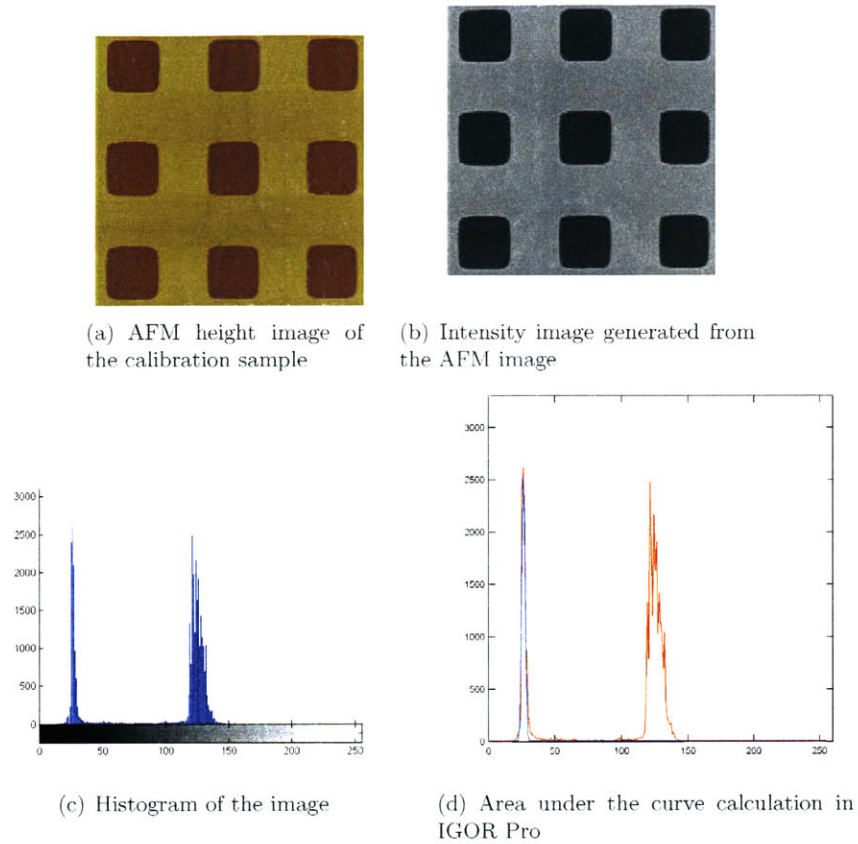 (a) AFM height image of
the calibration sample
(b) Intensity image generated from
the AFM image
3000
2500
2000
1500
1000
500
0
0 50 100 150 200 250
(c) Histogram of the image
3000
2500
2000
1500
1000
500
0
0 50 100 150 200 250
(d) Area under the curve calculation in
IGOR Pro